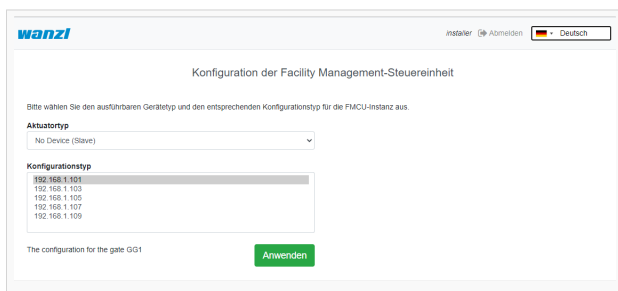 wanzl
installer Abmelden Deutsch
Konfiguration der Facility Management-Steuereinheit
Bitte wählen Sie den ausführbaren Gerätetyp und den entsprechenden Konfigurationstyp für die FMCU-Instanz aus.
Aktuatortyp
No Device (Slave)
Konfigurationstyp
192.168.1.101
192.168.1.103
192.168.1.105
192.168.1.107
192.168.1.109
The configuration for the gate GG1
Anwenden